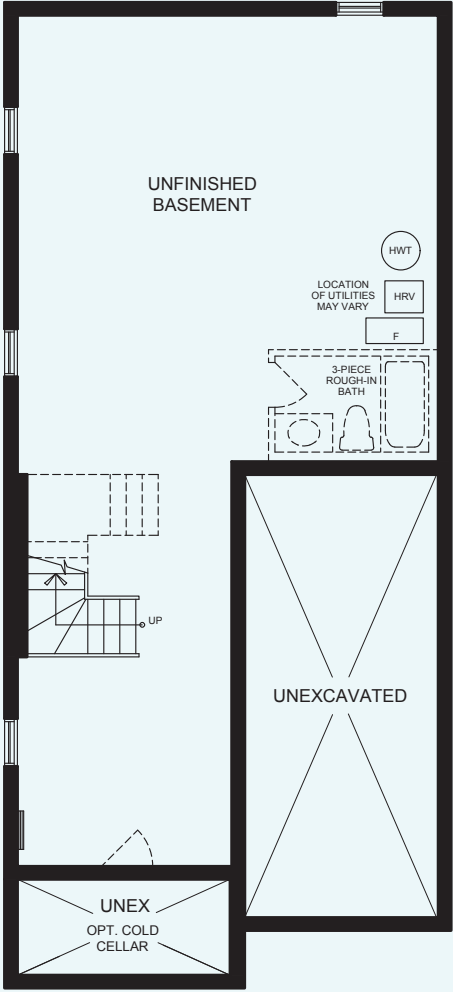 UNFINISHED
BASEMENT
HWT
LOCATION
OF UTILITIES
MAY VARY
HRV
F
3-PIECE
ROUGH-IN
BATH
UP
UNEXCAVATED
UNEX
OPT. COLD
CELLAR